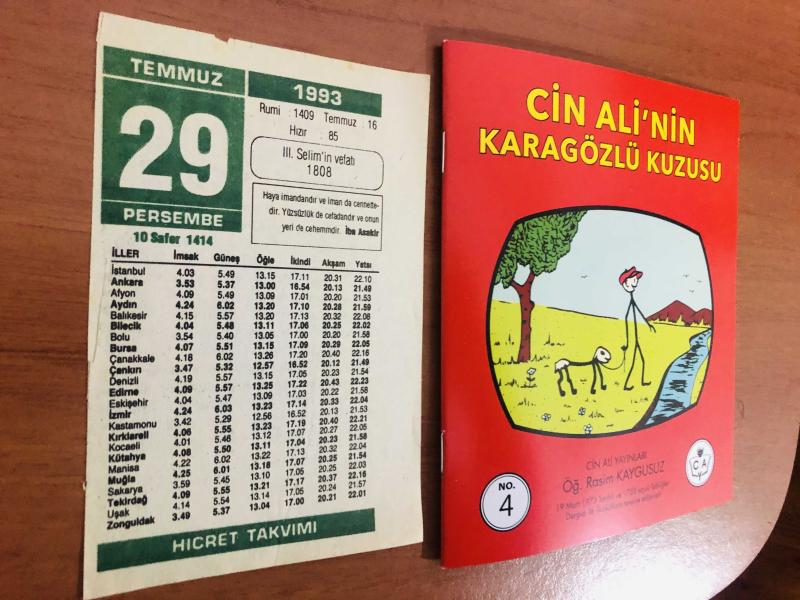 TEMMUZ
29
PERŞEMBE
10 Safer 1414
1993
Rumi : 1409 Temmuz : 16
Hızır : 85
III. Selim'in vefatı
1808
Haya imandandır ve iman da cennette-
dir. Yüzsüzlük de cefadandır ve onun
yeri de cehemmdir. İbn Asakir
İLLER İmsak Güneş Öğle İkindi Akşam Yatsı
İstanbul 4.03 5.49 13.15 17.11 20.31 22.10
Ankara 3.53 5.37 13.00 16.54 20.13 21.49
Afyon 4.09 5.49 13.09 17.01 20.20 21.53
Aydın 4.24 6.02 13.20 17.10 20.28 21.59
Balıkesir 4.15 5.57 13.20 17.13 20.32 22.08
Bilecik 4.04 5.48 13.11 17.06 20.25 22.02
Bolu 3.54 5.40 13.05 17.00 20.20 21.58
Bursa 4.07 5.51 13.15 17.09 20.29 22.05
Çanakkale 4.18 6.02 13.26 17.20 20.40 22.16
Çankırı 3.47 5.32 12.57 16.52 20.12 21.49
Denizli 4.19 5.57 13.15 17.05 20.23 21.54
Edirne 4.09 5.57 13.25 17.22 20.43 22.23
Eskişehir 4.04 5.47 13.09 17.03 20.22 21.58
İzmir 4.24 6.03 13.23 17.14 20.33 22.04
Kastamonu 3.42 5.29 12.56 16.52 20.13 21.53
Kırklareli 4.06 5.55 13.23 17.19 20.40 22.21
Kocaeli 4.01 5.46 13.12 17.07 20.27 22.05
Kütahya 4.08 5.50 13.11 17.04 20.23 21.58
Manisa 4.22 6.02 13.22 17.13 20.32 22.04
Muğla 4.25 6.01 13.18 17.07 20.25 21.54
Sakarya 3.59 5.45 13.10 17.05 20.25 22.03
Tekirdağ 4.09 5.55 13.21 17.17 20.37 22.16
Uşak 4.14 5.54 13.14 17.05 20.24 21.57
Zonguldak 3.49 5.37 13.04 17.00 20.21 22.01
HİCRET TAKVİMİ
CİN ALİ'NİN
KARAGÖZLÜ KUZUSU
CİN ALİ YAYINLARI
Öğ. Rasim KAYGUSUZ
NO.
4
CA